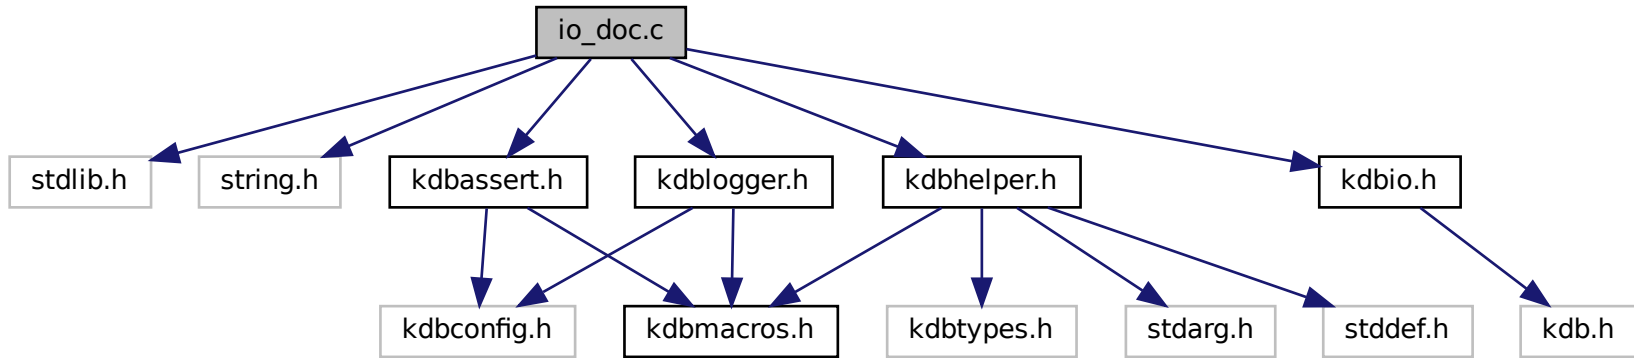 io_doc.c
stdlib.h
string.h
kdbassert.h
kdblogger.h
kdbhelper.h
kdbio.h
kdbconfig.h
kdbmacros.h
kdbtypes.h
stdarg.h
stddef.h
kdb.h